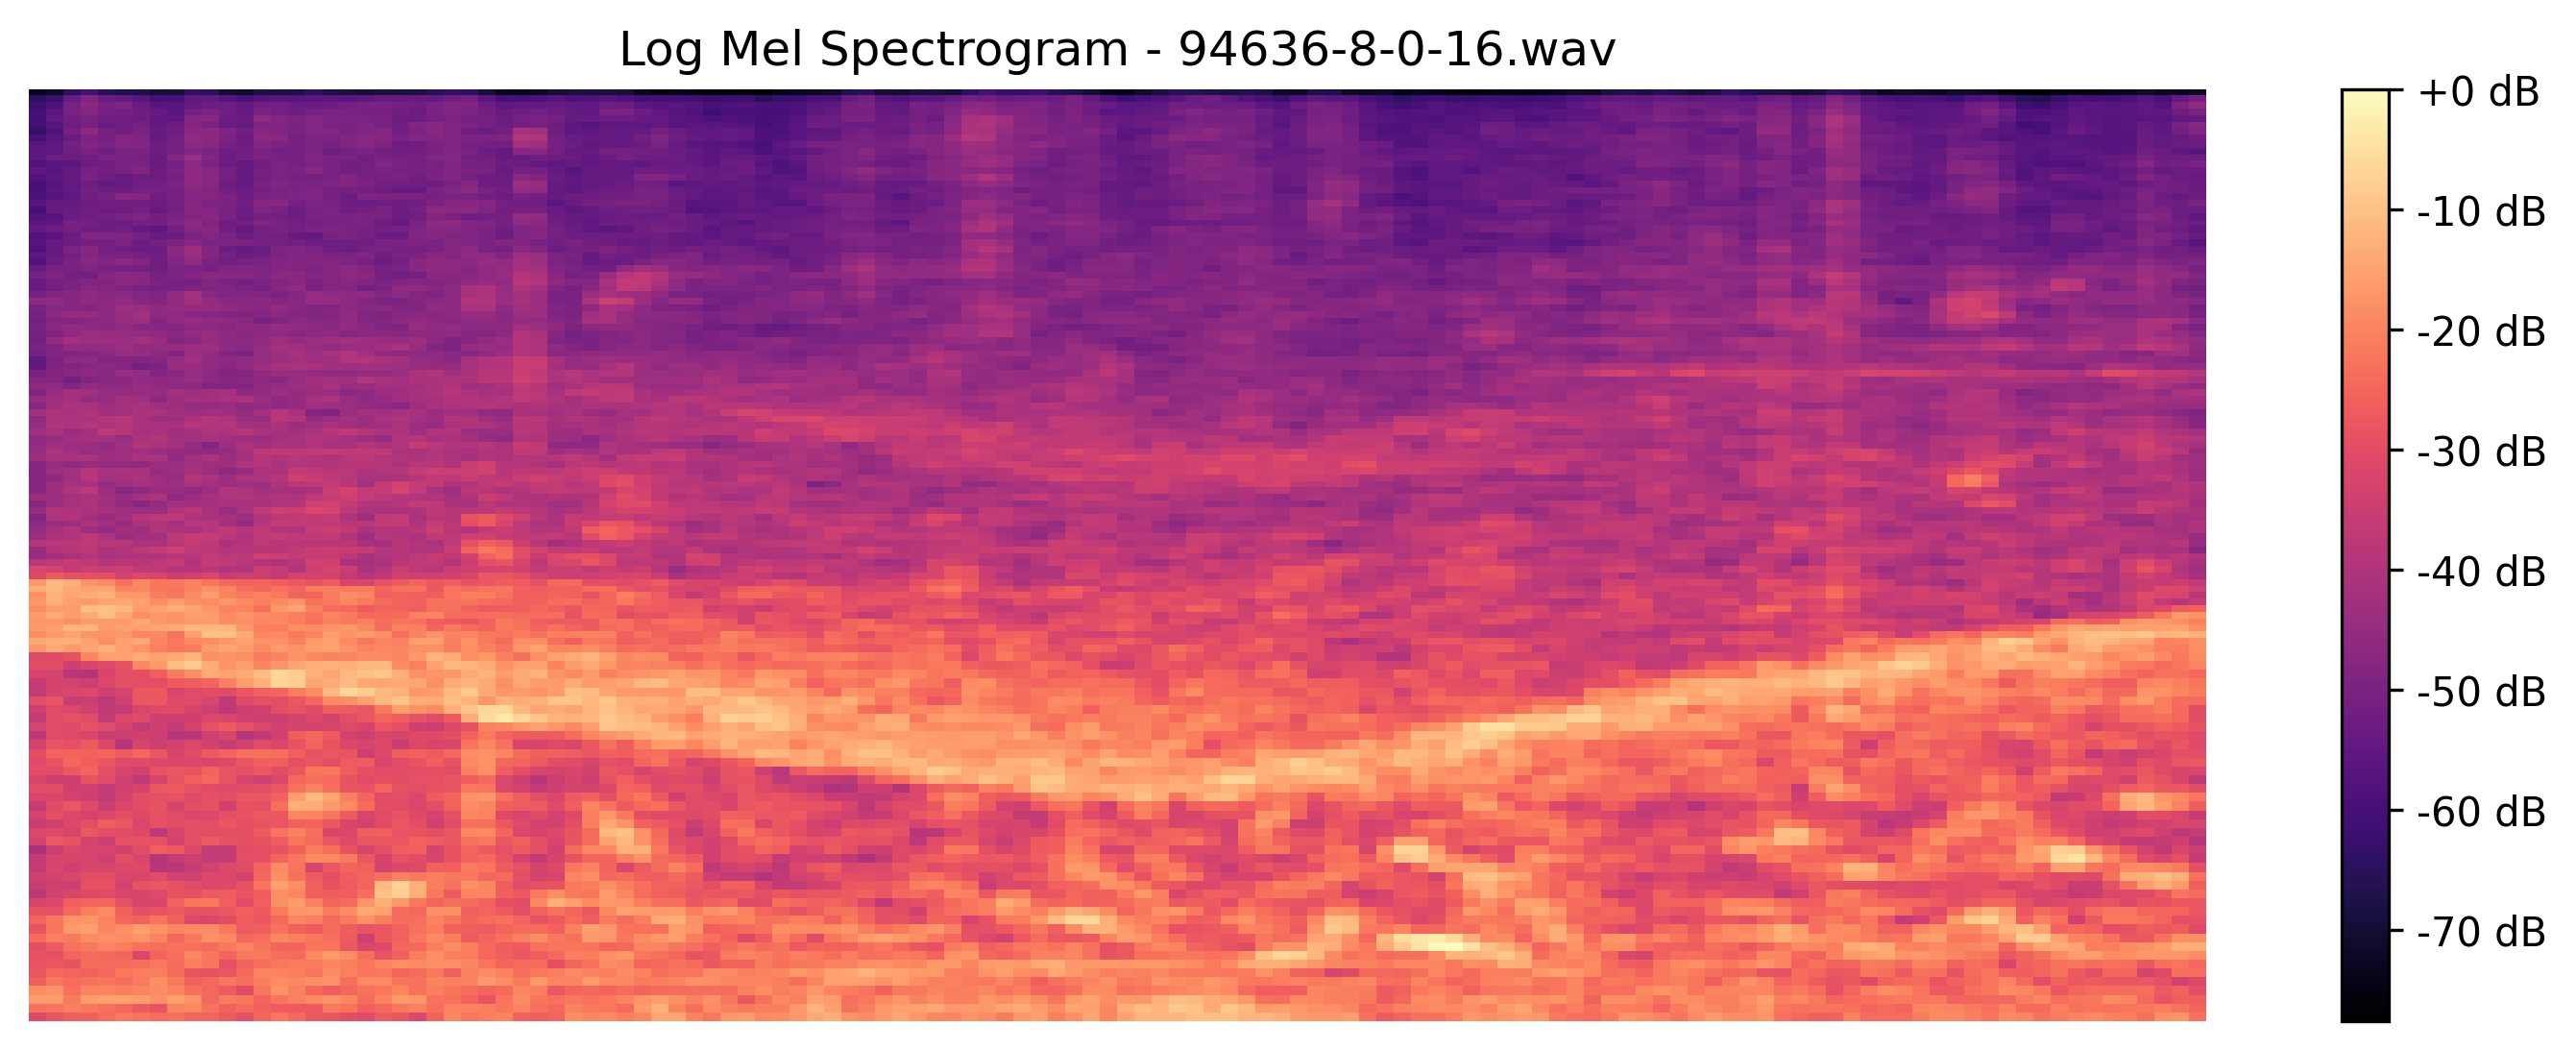 Log Mel Spectrogram - 94636-8-0-16.wav
+0 dB
-10 dB
-20 dB
-30 dB
-40 dB
-50 dB
-60 dB
-70 dB